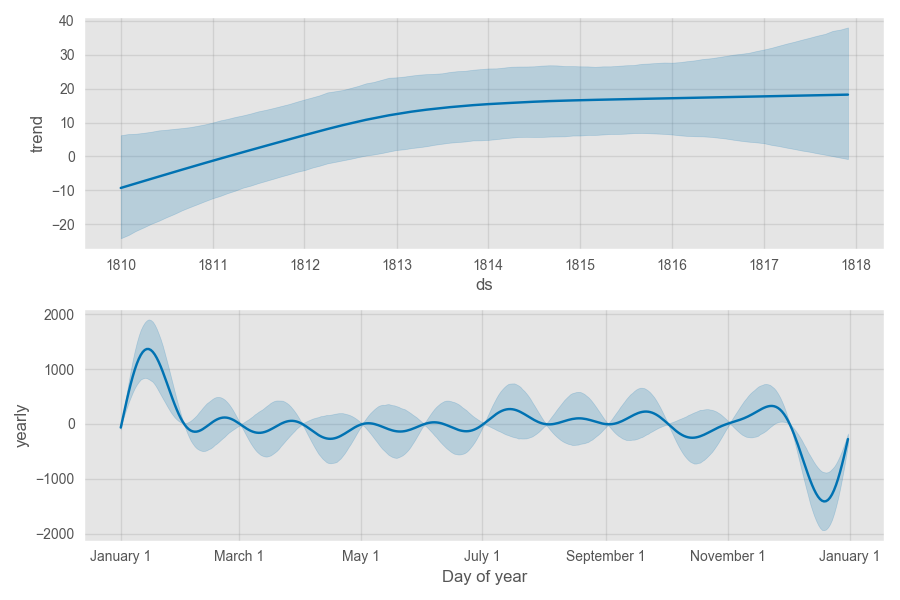 40
30
20
10
0
−10
−20
trend
1810 1811 1812 1813 1814 1815 1816 1817 1818
ds
2000
1000
0
−1000
−2000
yearly
January 1 March 1 May 1 July 1 September 1 November 1 January 1
Day of year